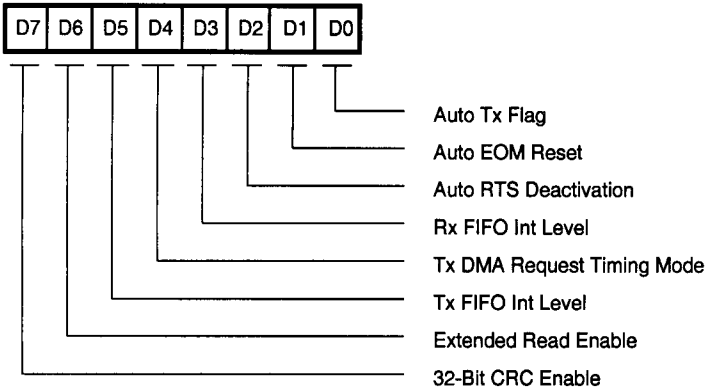 D7 D6 D5 D4 D3 D2 D1 D0
Auto Tx Flag
Auto EOM Reset
Auto RTS Deactivation
Rx FIFO Int Level
Tx DMA Request Timing Mode
Tx FIFO Int Level
Extended Read Enable
32-Bit CRC Enable